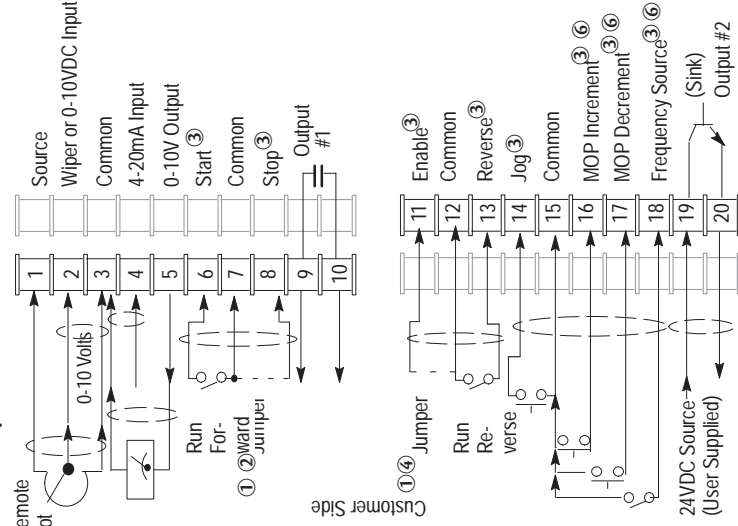 Source
Wiper or 0-10VDC Input
Common
4-20mA Input
0-10V Output
Start ③
Common
Stop ③
Output
#1
1
2
3
4
5
6
7
8
9
10
0-10 Volts
Run
For-
ward
① ②
Jumper
Enable ③
Common
Reverse ③
Jog ③
Common
MOP Increment ③ ⑥
MOP Decrement ③ ⑥
Frequency Source ③ ⑥
(Sink)
Output #2
11
12
13
14
15
16
17
18
19
20
① ④ Jumper
Run
Re-
verse
24VDC Source
(User Supplied)
Customer Side